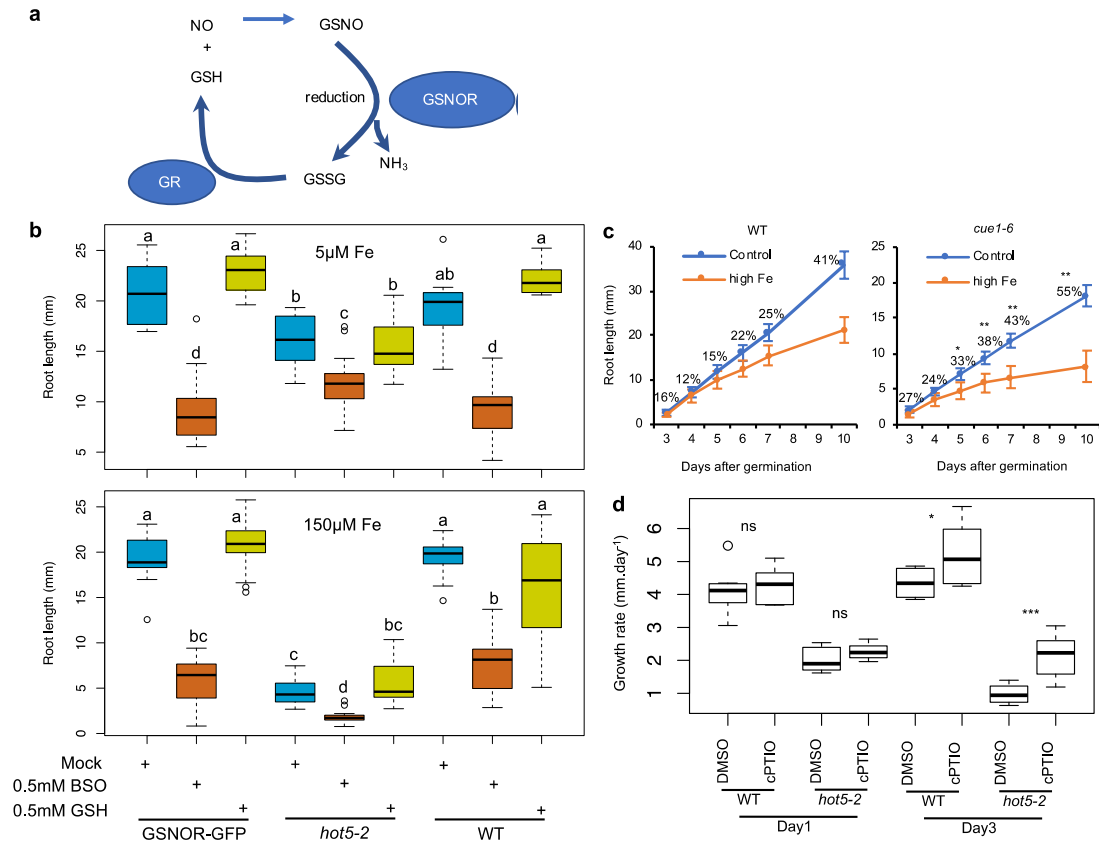 a
NO
GSNO
+
GSH
reduction
GSNOR
NH3
GR
GSSG
b
5µM Fe
Root length (mm)
25
20
15
10
5
a
d
a
b
c
b
ab
d
a
150µM Fe
Root length (mm)
25
20
15
10
5
0
a
bc
a
c
d
bc
a
b
a
Mock + + +
0.5mM BSO + + +
0.5mM GSH + + +
GSNOR-GFP hot5-2 WT
c
WT
Control
high Fe
Root length (mm)
40
30
20
10
0
16%
12%
15%
22%
25%
41%
3 4 5 6 7 8 9 10
Days after germination
cue1-6
Control
high Fe
25
20
15
10
5
0
27%
24%
*
33%
**
38%
**
43%
**
55%
3 4 5 6 7 8 9 10
Days after germination
d
Growth rate (mm.day-1)
6
5
4
3
2
1
ns
ns
*
***
DMSO cPTIO DMSO cPTIO DMSO cPTIO DMSO cPTIO
WT hot5-2 WT hot5-2
Day1 Day3